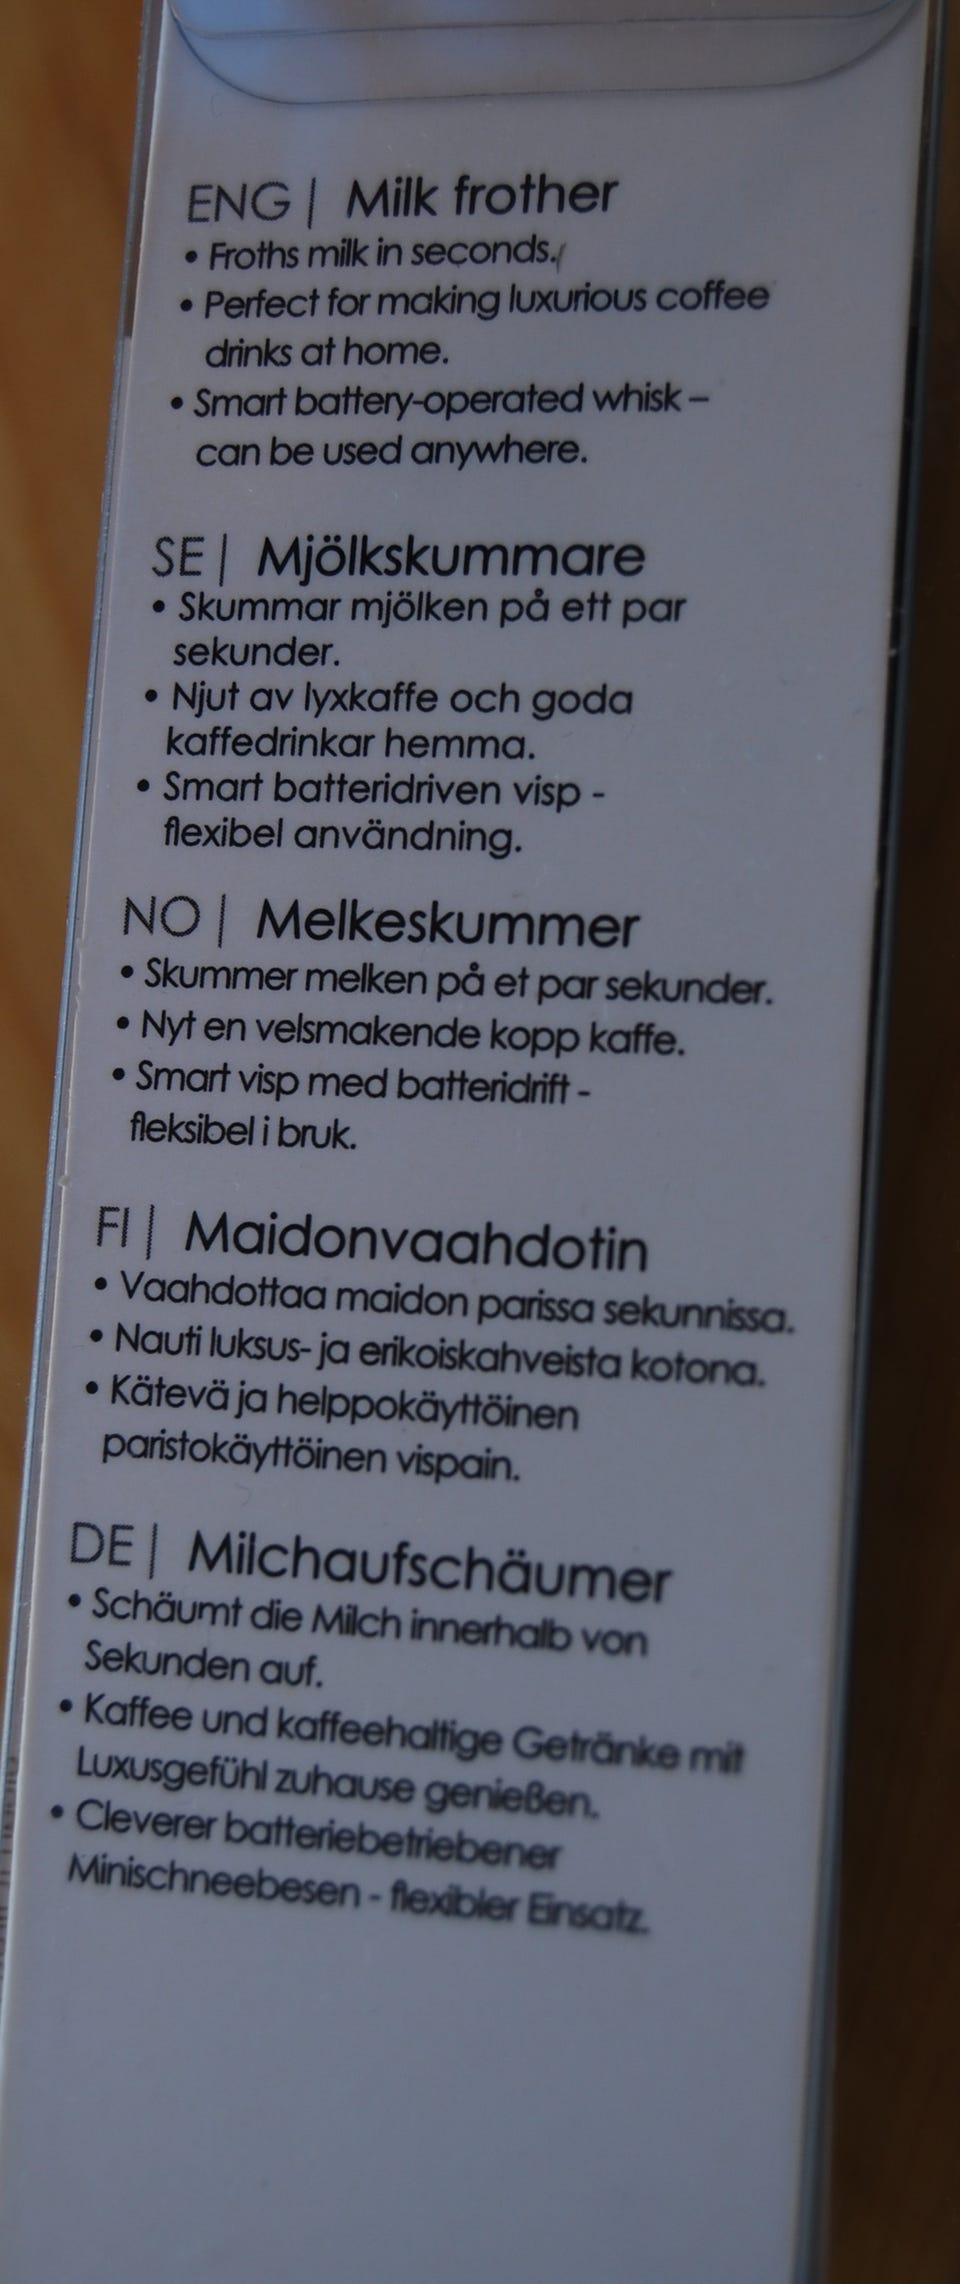 ENG | Milk frother
• Froths milk in seconds.
• Perfect for making luxurious coffee
drinks at home.
• Smart battery-operated whisk –
can be used anywhere.
SE | Mjölkskummare
• Skummar mjölken på ett par
sekunder.
• Njut av lyxkaffe och goda
kaffedrinkar hemma.
• Smart batteridriven visp -
flexibel användning.
NO | Melkeskummer
• Skummer melken på et par sekunder.
• Nyt en velsmakende kopp kaffe.
• Smart visp med batteridrift -
fleksibel i bruk.
FI | Maidonvaahdotin
• Vaahdottaa maidon parissa sekunnissa.
• Nauti luksus- ja erikoiskahveista kotona.
• Kätevä ja helppokäyttöinen
paristokäyttöinen vispain.
DE | Milchaufschäumer
• Schäumt die Milch innerhalb von
Sekunden auf.
• Kaffee und kaffeehaltige Getränke mit
Luxusgefühl zuhause genießen.
• Cleverer batteriebetriebener
Minischneebesen - flexibler Einsatz.